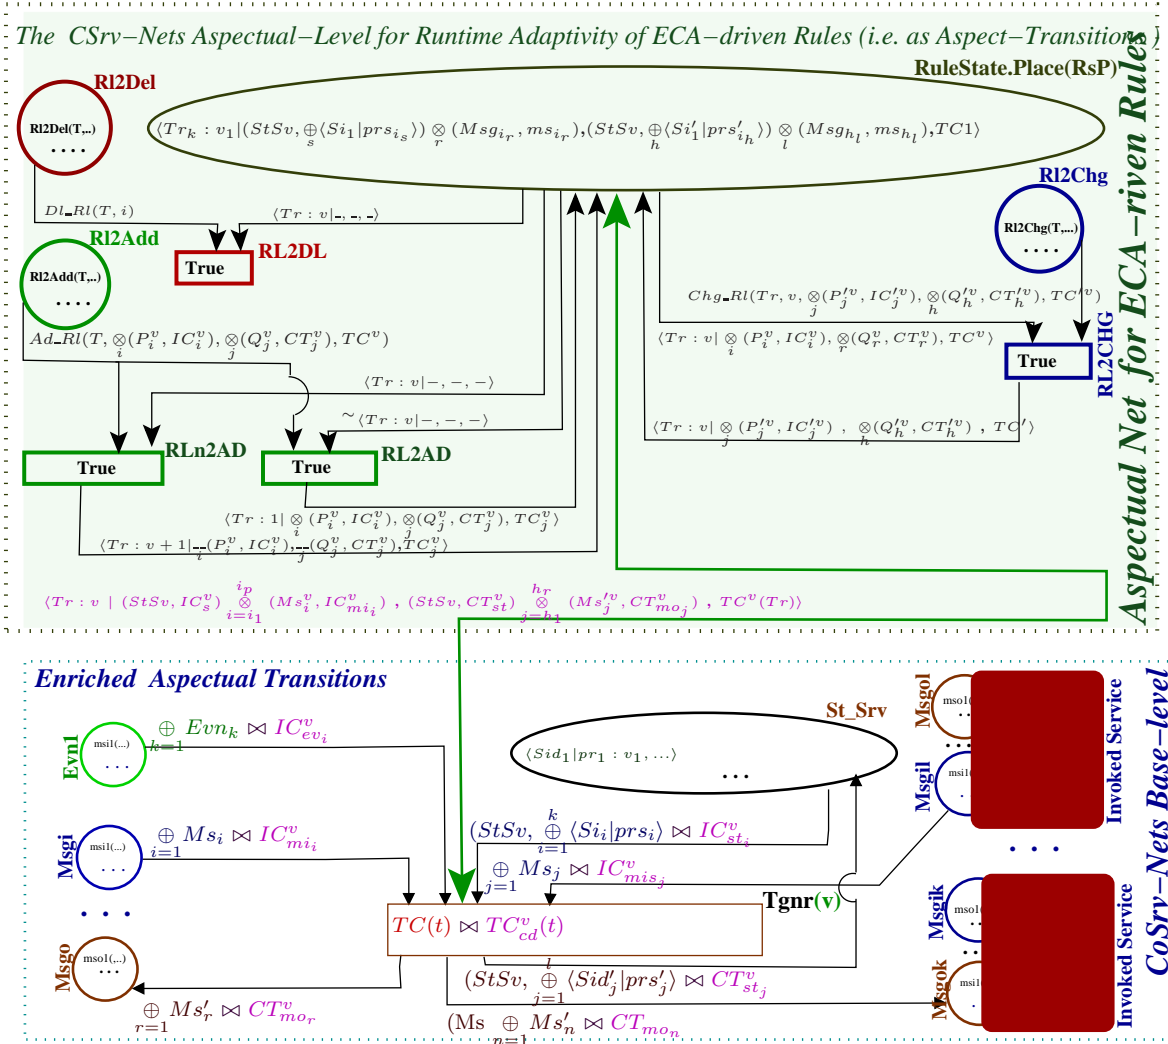 The CSrv−Nets Aspectual−Level for Runtime Adaptivity of ECA−driven Rules (i.e. as Aspect−Transitions)
Rl2Del
RuleState.Place(RsP)
Rl2Del(T,..)
....
⟨Tr_k : v_1|(StSv, ⊕_s⟨Si_1|prs_{i_s}⟩) ⊗_r (Msg_{i_r}, ms_{i_r}),(StSv, ⊕_h⟨Si'_1|prs'_{i_h}⟩) ⊗_l (Msg_{h_l}, ms_{h_l}),TC1⟩
Rl2Chg
Dl_Rl(T, i)
⟨Tr : v|-, -, -⟩
Rl2Add
RL2DL
True
Rl2Chg(T,...)
....
Rl2Add(T,..)
....
Chg_Rl(Tr, v, ⊗_j(P'^v_j, IC'^v_j), ⊗_h(Q'^v_h, CT'^v_h), TC'^v)
Ad_Rl(T, ⊗_i(P^v_i, IC^v_i), ⊗_j(Q^v_j, CT^v_j), TC^v)
⟨Tr : v| ⊗_i (P^v_i, IC^v_i), ⊗_r(Q^v_r, CT^v_r), TC^v⟩
True
RL2CHG
⟨Tr : v|−, −, −⟩
~⟨Tr : v|−, −, −⟩
⟨Tr : v| ⊗_j (P'^v_j, IC'^v_j) , ⊗_h(Q'^v_h, CT'^v_h) , TC'⟩
RLn2AD
RL2AD
True
True
⟨Tr : 1| ⊗_i (P^v_i, IC^v_i), ⊗_j(Q^v_j, CT^v_j), TC^v_j⟩
⟨Tr : v + 1|_i(P^v_i, IC^v_i),_j(Q^v_j, CT^v_j),TC^v_j⟩
⟨Tr : v | (StSv, IC^v_s) ⊗_{i=i_1}^{i_p} (Ms^v_i, IC^v_{mi_i}) , (StSv, CT^v_{st}) ⊗_{j=h_1}^{h_r} (Ms'^v_j, CT^v_{mo_j}) , TC^v(Tr)⟩
Aspectual Net for ECA−riven Rules
Enriched Aspectual Transitions
Evn1
msi1(...)
...
⊕_{k=1} Evn_k ⋈ IC^v_{ev_i}
St_Srv
⟨Sid_1|pr_1 : v_1, ...⟩
...
Msgol
mso1(
...
Msgil
msi1(
Invoked Service
Msgi
msi1(...)
...
⊕_{i=1} Ms_i ⋈ IC^v_{mi_i}
(StSv, ⊕_{i=1}^{k} ⟨Si_i|prs_i⟩ ⋈ IC^v_{st_i}
⊕_{j=1} Ms_j ⋈ IC^v_{mis_j}
...
...
Tgnr(v)
TC(t) ⋈ TC^v_{cd}(t)
Msgo
mso1(,..)
...
⊕_{r=1} Ms'_r ⋈ CT^v_{mo_r}
(StSv, ⊕_{j=1}^{l} ⟨Sid'_j|prs'_j⟩ ⋈ CT^v_{st_j}
(Ms ⊕_{n=1} Ms'_n ⋈ CT_{mo_n}
Msgik
mso1(
...
Msgok
msi1(
Invoked Service
CoSrv−Nets Base−level